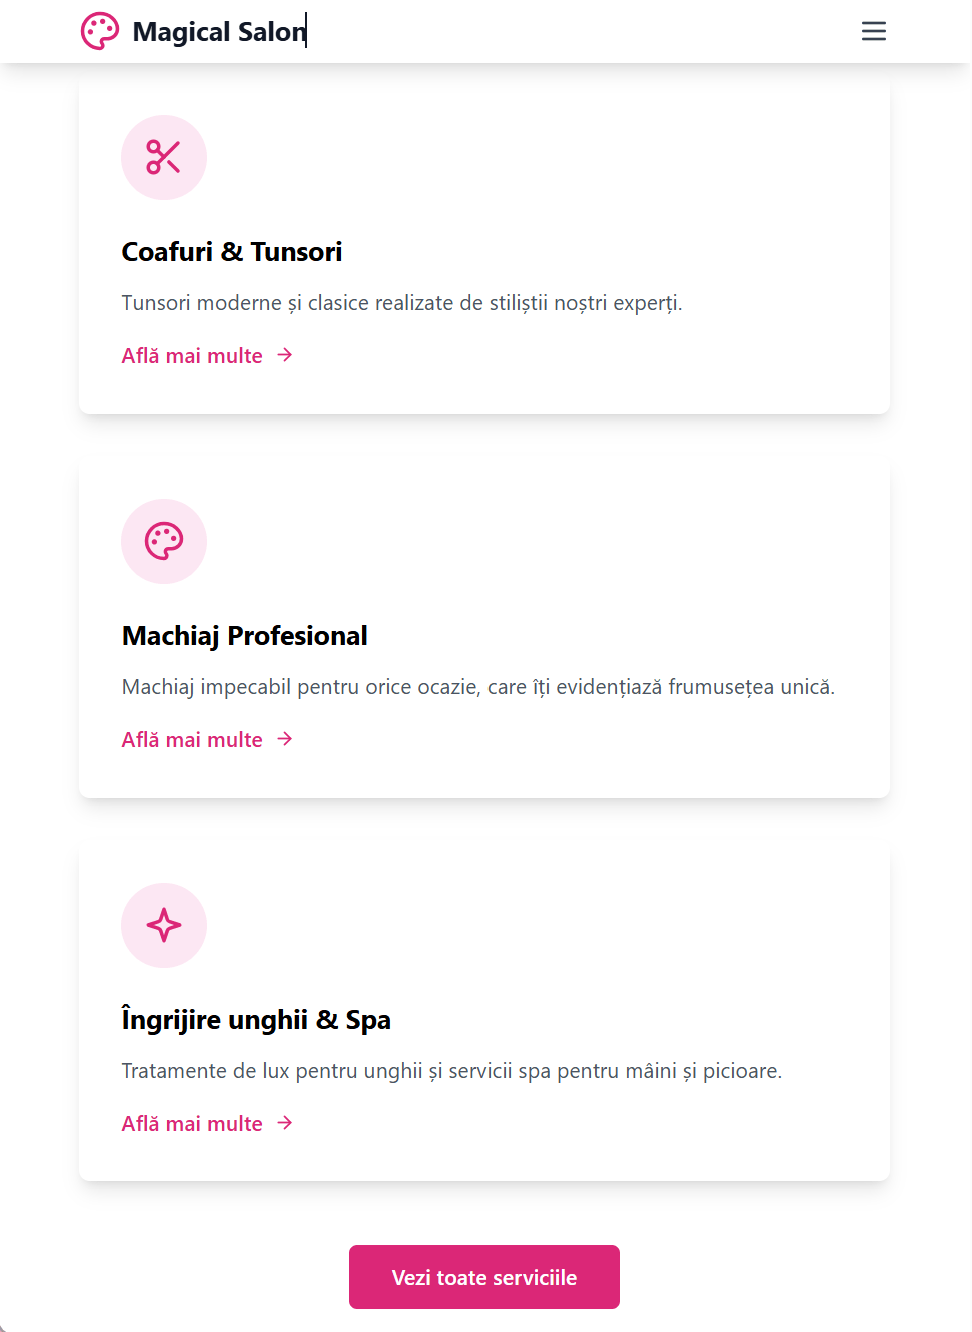 Magical Salon
Coafuri & Tunsori
Tunsori moderne și clasice realizate de stiliștii noștri experți.
Află mai multe
Machiaj Profesional
Machiaj impecabil pentru orice ocazie, care îți evidențiază frumusețea unică.
Află mai multe
Îngrijire unghii & Spa
Tratamente de lux pentru unghii și servicii spa pentru mâini și picioare.
Află mai multe
Vezi toate serviciile